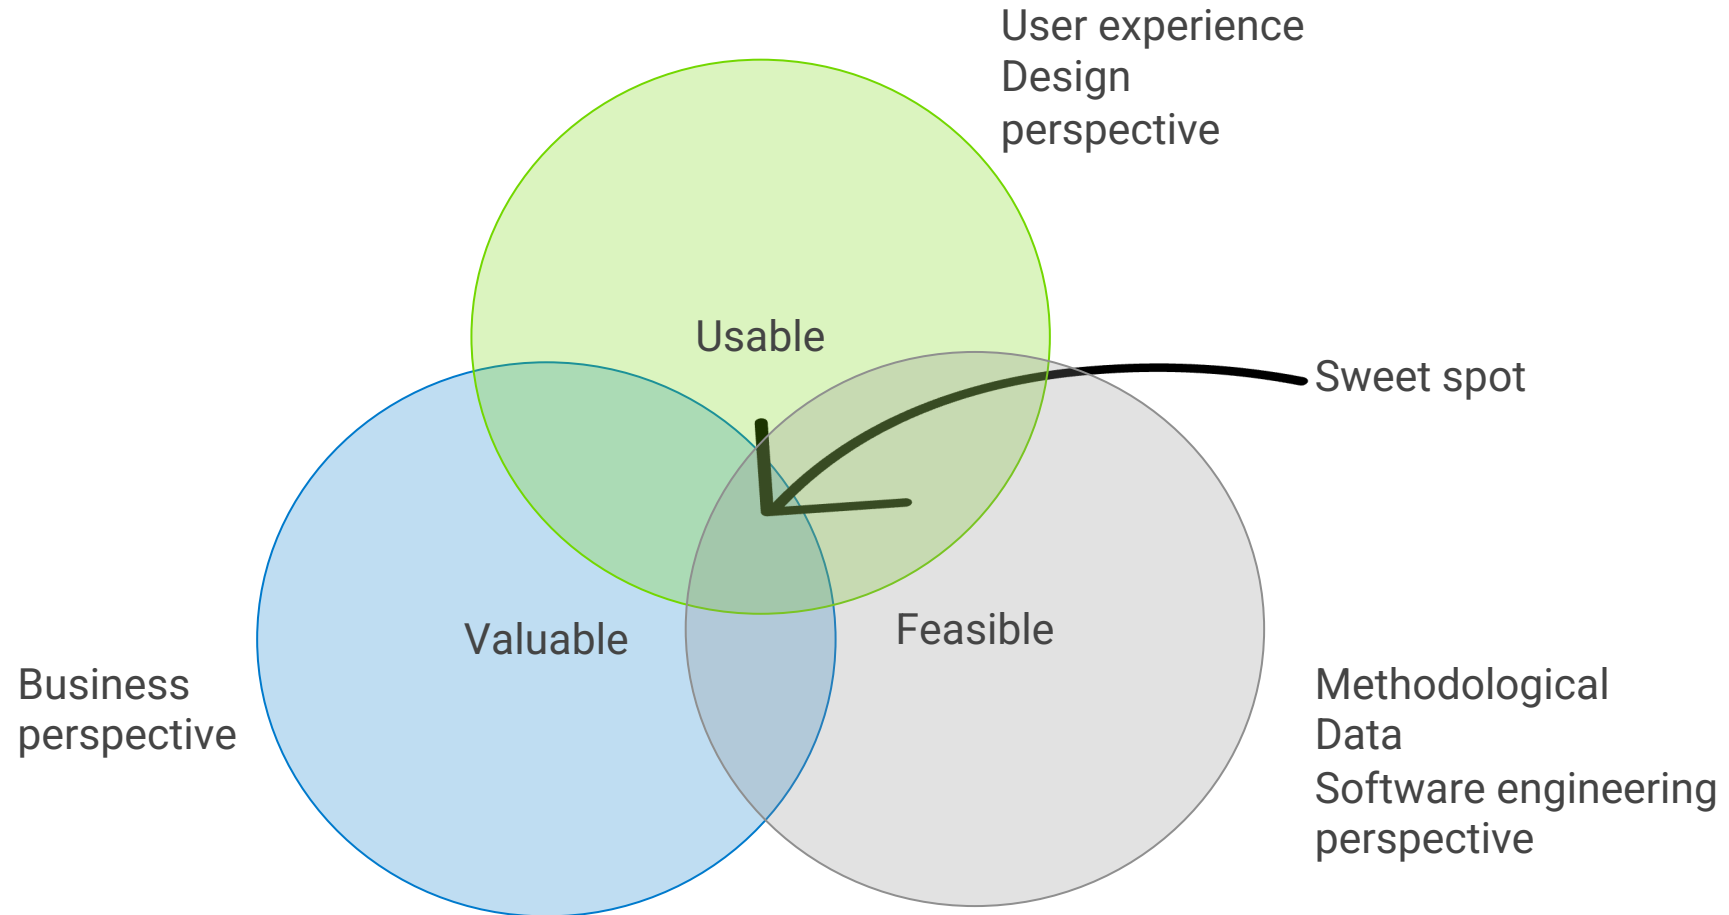 User experience
Design
perspective
Usable
Sweet spot
Valuable
Feasible
Business
perspective
Methodological
Data
Software engineering
perspective